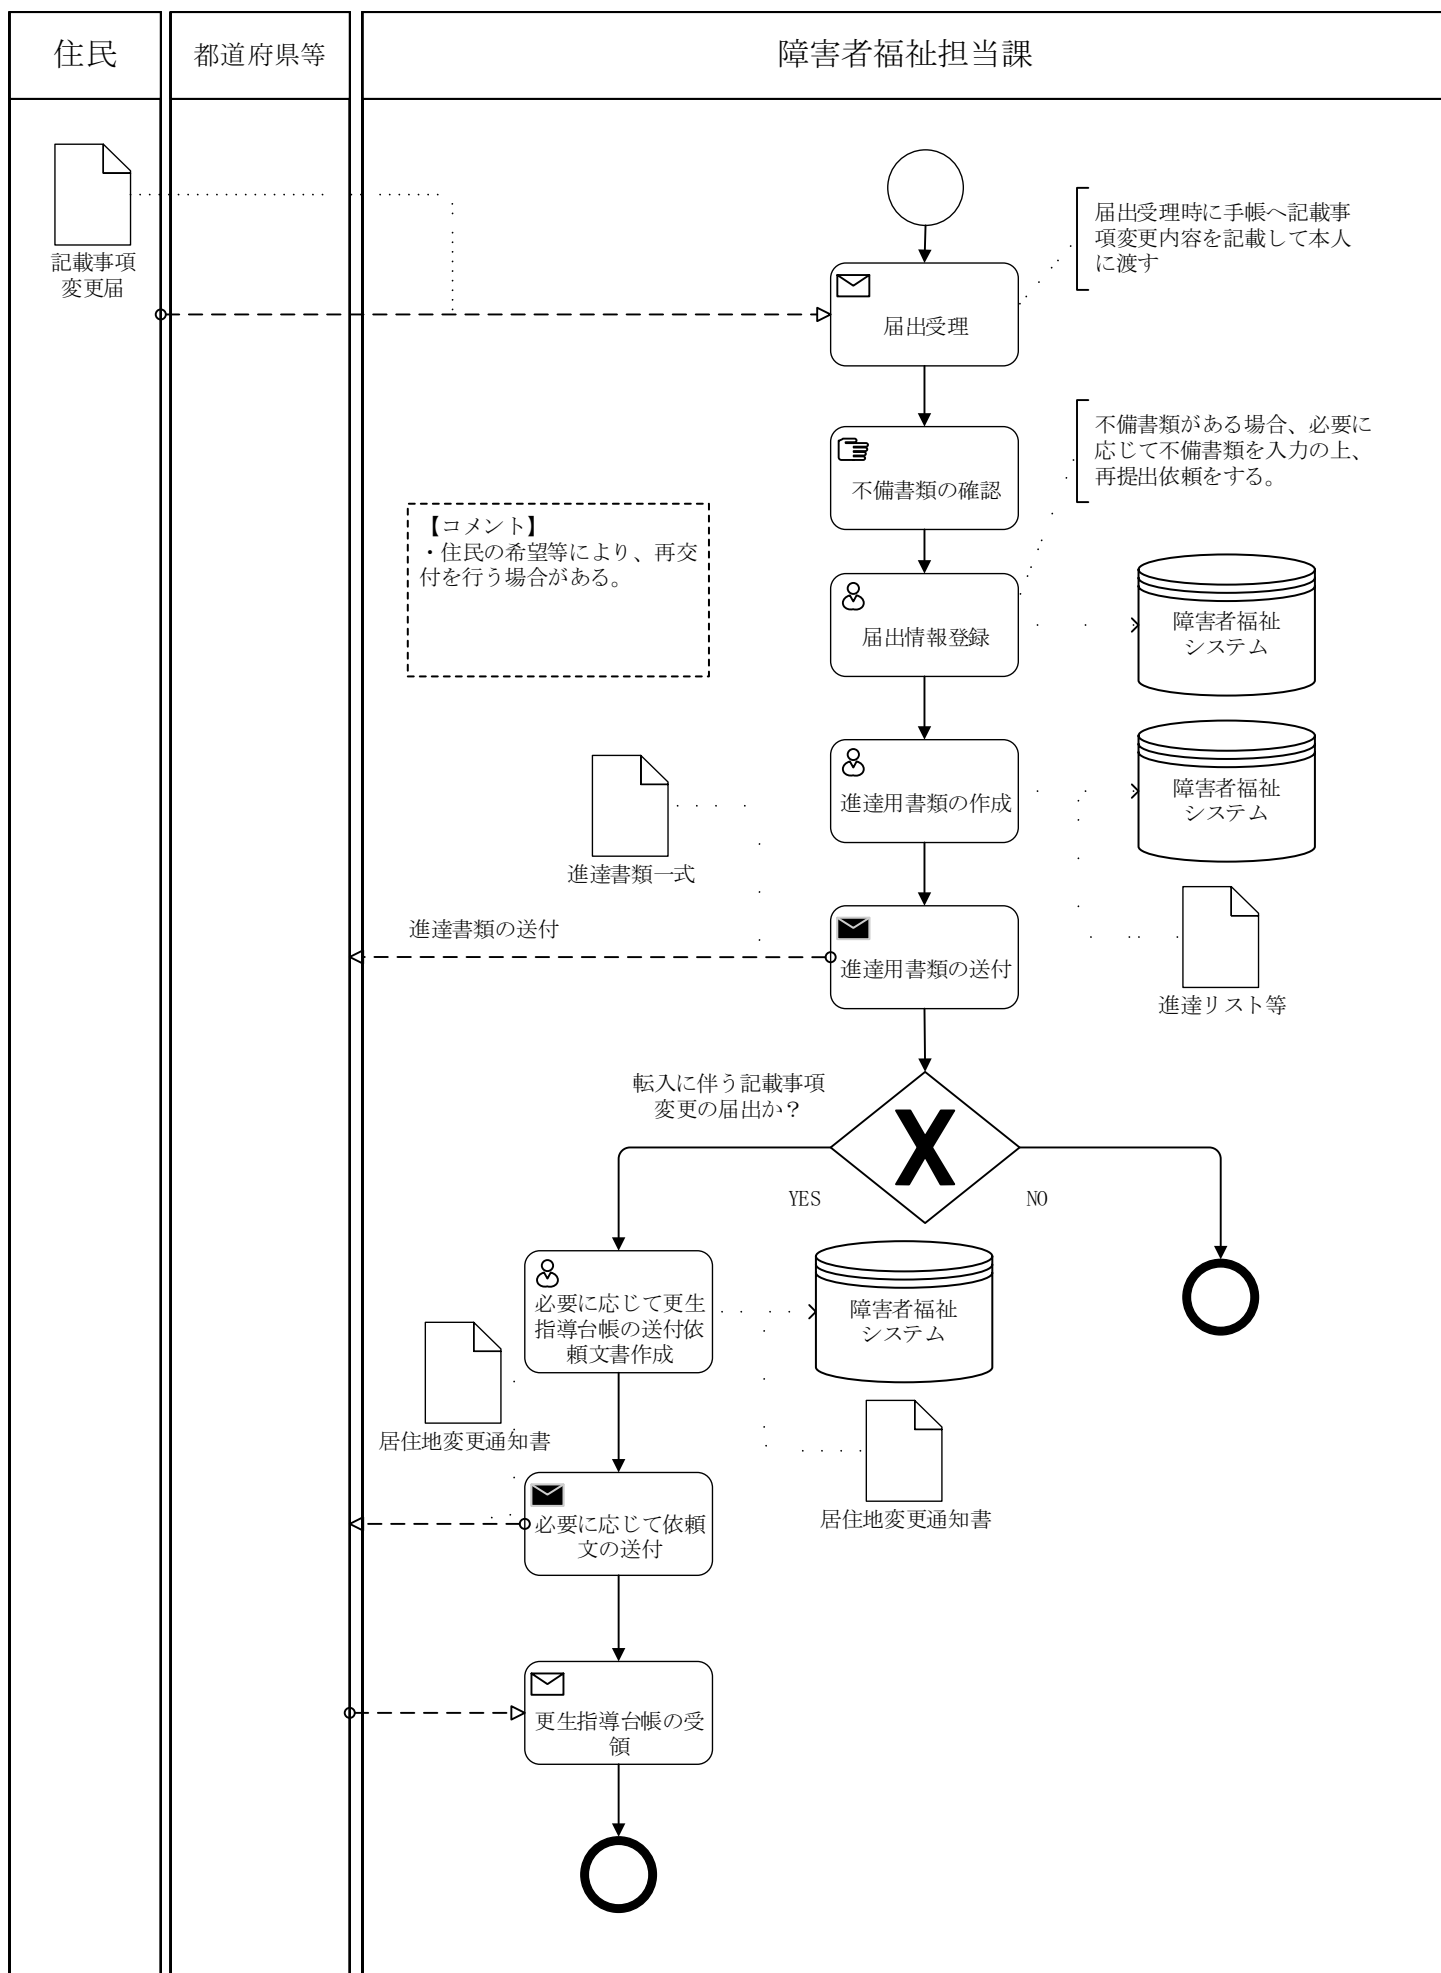 住民
都道府県等
障害者福祉担当課
記載事項
変更届
届出受理時に手帳へ記載事
項変更内容を記載して本人
に渡す
届出受理
不備書類がある場合、必要に
応じて不備書類を入力の上、
再提出依頼をする。
不備書類の確認
【コメント】
・住民の希望等により、再交
付を行う場合がある。
届出情報登録
障害者福祉
システム
進達用書類の作成
障害者福祉
システム
進達書類一式
進達書類の送付
進達用書類の送付
進達リスト等
転入に伴う記載事項
変更の届出か？
X
YES
NO
必要に応じて更生
指導台帳の送付依
頼文書作成
障害者福祉
システム
居住地変更通知書
居住地変更通知書
必要に応じて依頼
文の送付
更生指導台帳の受
領